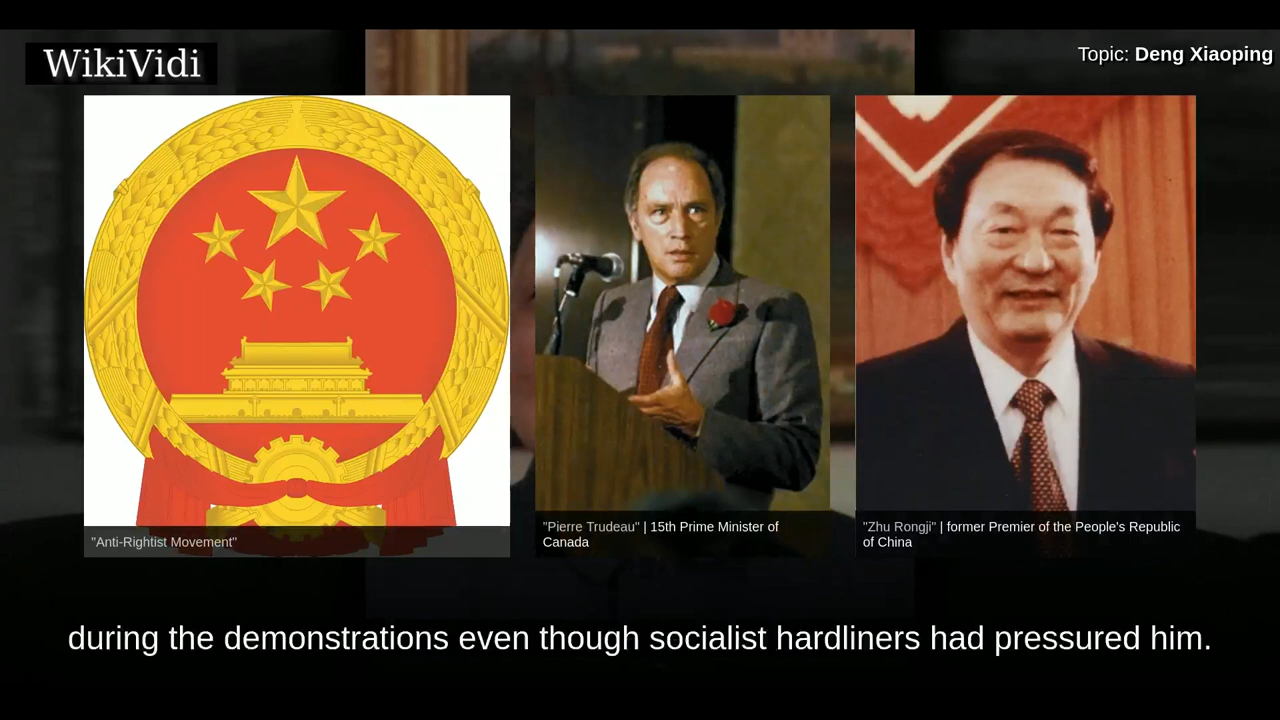 WikiVidi
Topic: Deng Xiaoping
"Anti-Rightist Movement"
"Pierre Trudeau" | 15th Prime Minister of
Canada
"Zhu Rongji" | former Premier of the People's Republic
of China
during the demonstrations even though socialist hardliners had pressured him.